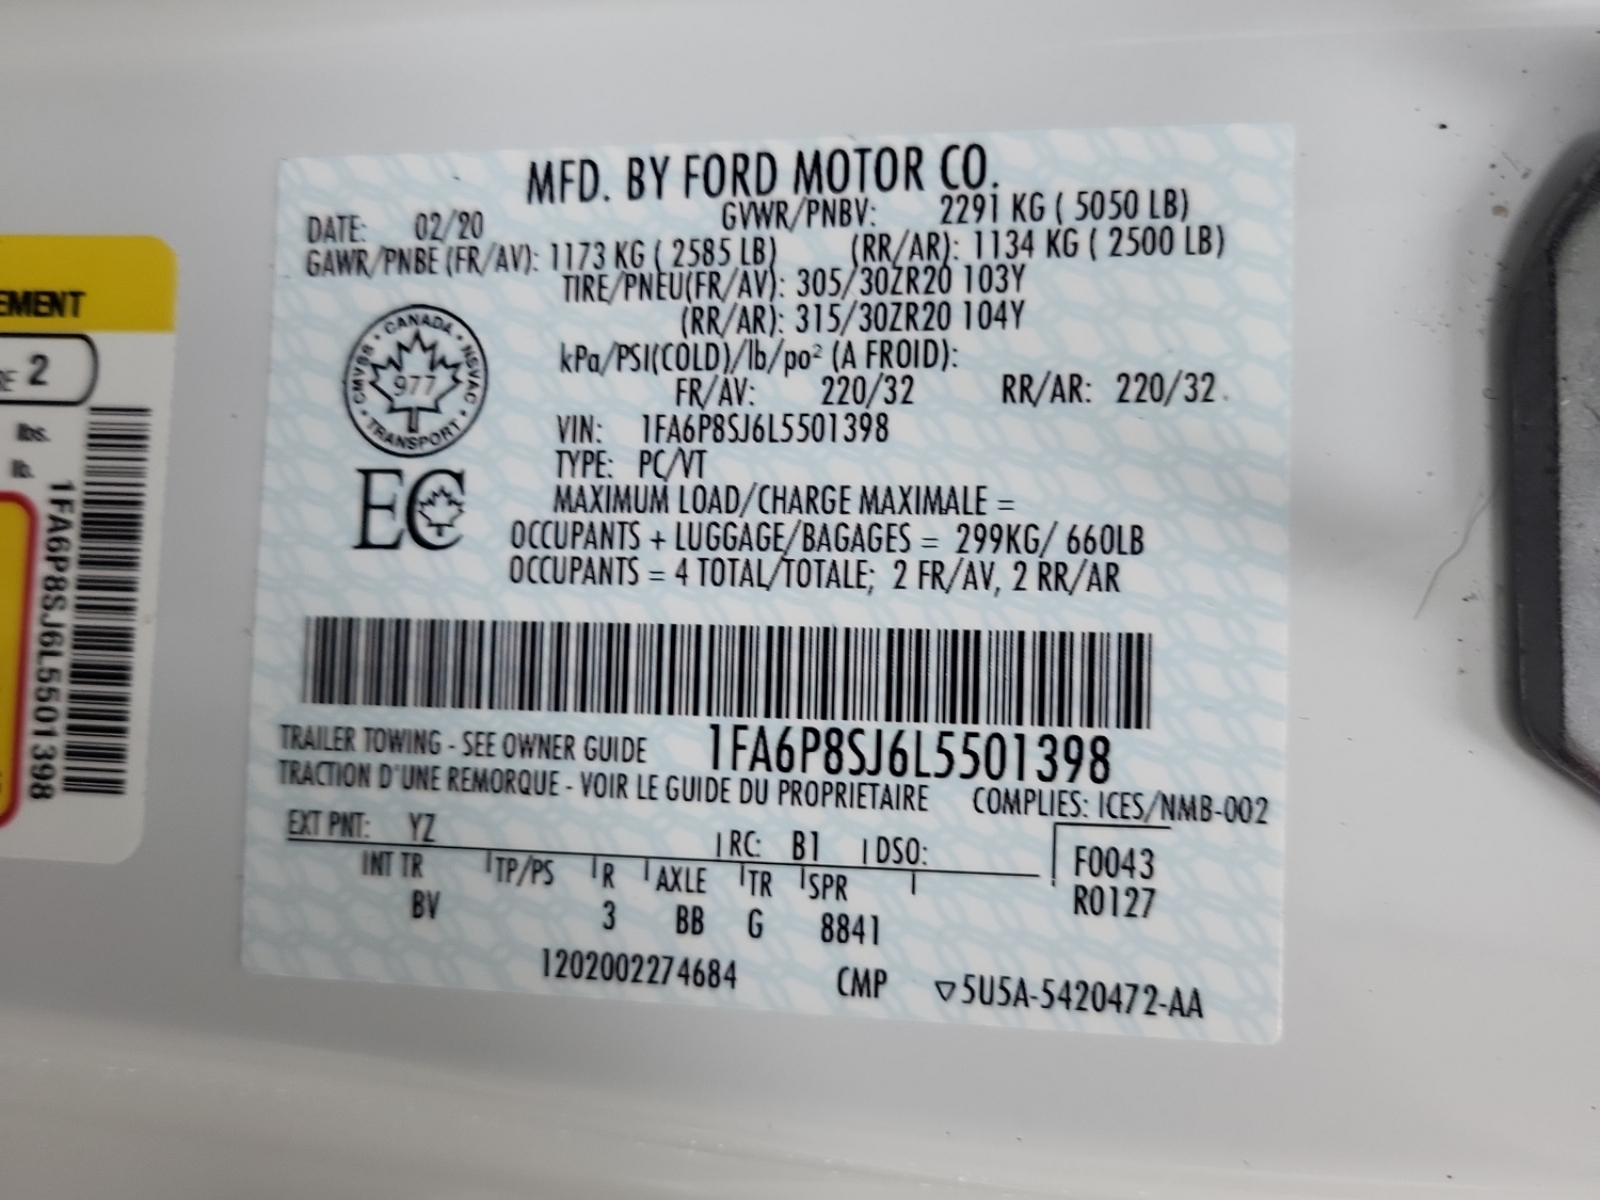 MFD. BY FORD MOTOR CO.
DATE: 02/20 GVWR/PNBV: 2291 KG ( 5050 LB)
GAWR/PNBE (FR/AV): 1173 KG ( 2585 LB) (RR/AR): 1134 KG ( 2500 LB)
TIRE/PNEU(FR/AV): 305/30ZR20 103Y
(RR/AR): 315/30ZR20 104Y
kPa/PSI(COLD)/lb/po² (A FROID):
FR/AV: 220/32 RR/AR: 220/32
VIN: 1FA6P8SJ6L5501398
TYPE: PC/VT
MAXIMUM LOAD/CHARGE MAXIMALE =
OCCUPANTS + LUGGAGE/BAGAGES = 299KG/ 660LB
OCCUPANTS = 4 TOTAL/TOTALE; 2 FR/AV, 2 RR/AR
CANADA · NSVAC · TRANSPORT · CMVSS
977
EC
TRAILER TOWING - SEE OWNER GUIDE 1FA6P8SJ6L5501398
TRACTION D'UNE REMORQUE - VOIR LE GUIDE DU PROPRIETAIRE COMPLIES: ICES/NMB-002
EXT PNT: YZ RC: B1 DSO: F0043
INT TR TP/PS R AXLE TR SPR R0127
BV 3 BB G 8841
1202002274684 CMP ▽5U5A-5420472-AA
EMENT
RE 2
lbs.
lb.
1FA6P8SJ6L5501398